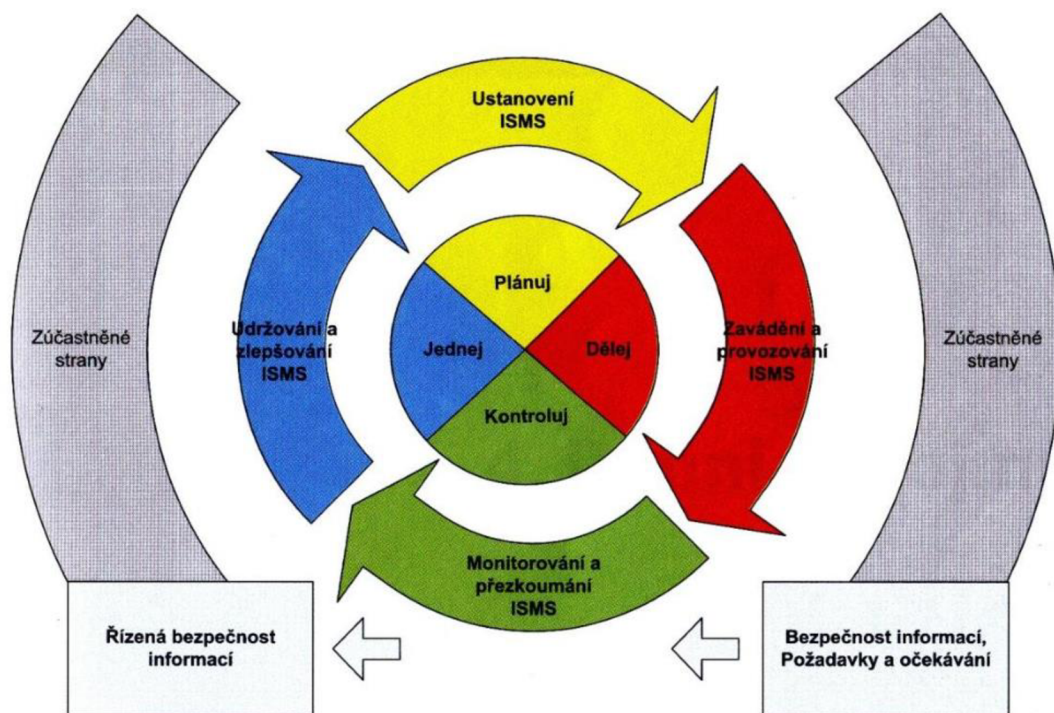 Ustanovení
ISMS
Plánuj
Zúčastněné
strany
Udržování a
zlepšování
ISMS
Jednej
Dělej
Zavádění a
provozování
ISMS
Zúčastněné
strany
Kontroluj
Monitorování a
přezkoumání
ISMS
Řízená bezpečnost
informací
Bezpečnost informací,
Požadavky a očekávání